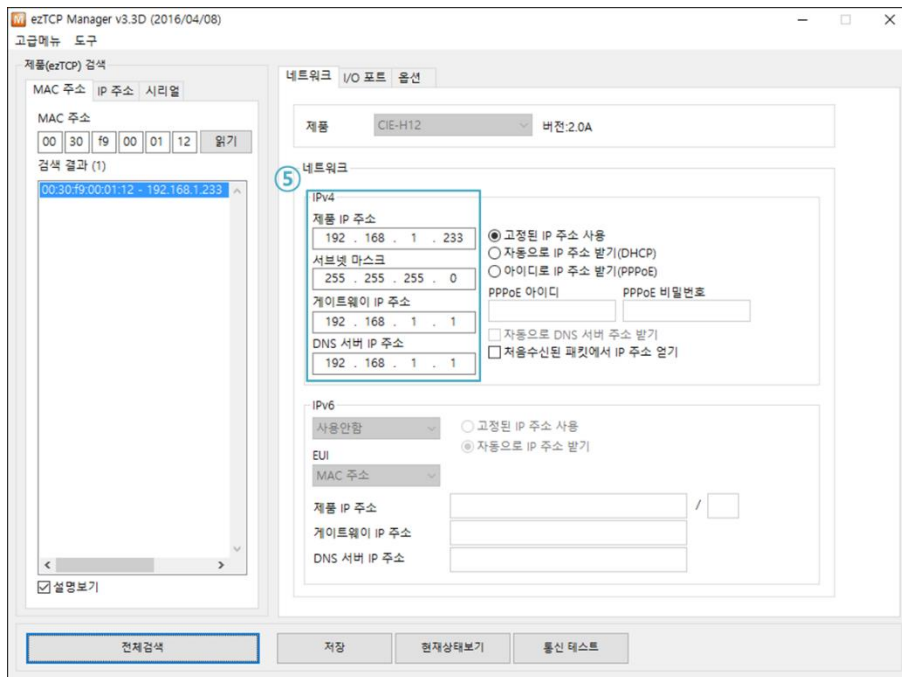 ezTCP Manager v3.3D (2016/04/08)
고급메뉴 도구
제품(ezTCP) 검색
MAC 주소 IP 주소 시리얼
MAC 주소
00 30 f9 00 01 12 읽기
검색 결과 (1)
00:30:f9:00:01:12 - 192.168.1.233
설명보기
네트워크 I/O 포트 옵션
제품 CIE-H12 버전:2.0A
네트워크
⑤
IPv4
제품 IP 주소
192 . 168 . 1 . 233
서브넷 마스크
255 . 255 . 255 . 0
게이트웨이 IP 주소
192 . 168 . 1 . 1
DNS 서버 IP 주소
192 . 168 . 1 . 1
고정된 IP 주소 사용
자동으로 IP 주소 받기(DHCP)
아이디로 IP 주소 받기(PPPoE)
PPPoE 아이디 PPPoE 비밀번호
자동으로 DNS 서버 주소 받기
처음수신된 패킷에서 IP 주소 얻기
IPv6
사용안함
고정된 IP 주소 사용
자동으로 IP 주소 받기
EUI
MAC 주소
제품 IP 주소 /
게이트웨이 IP 주소
DNS 서버 IP 주소
전체검색 저장 현재상태보기 통신 테스트